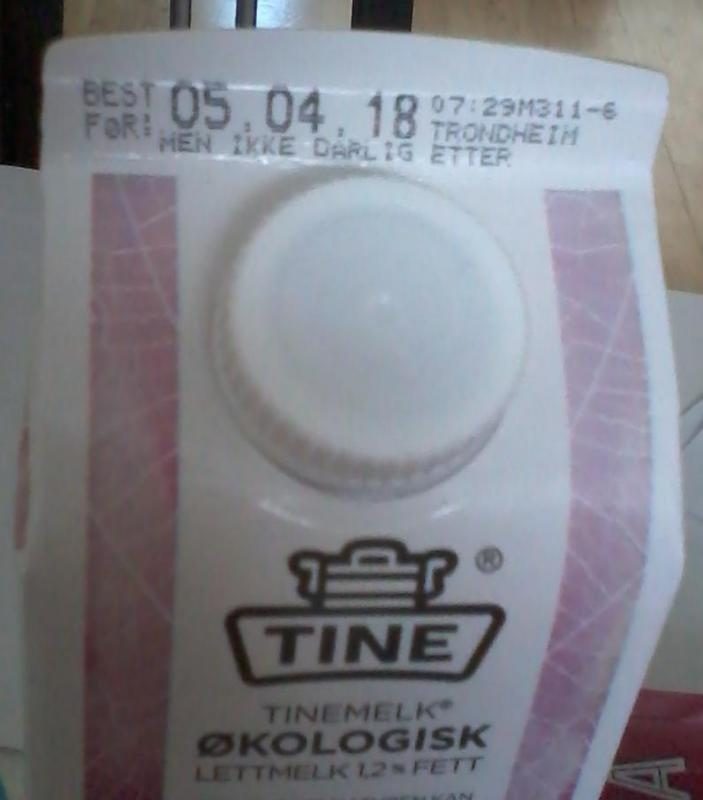 BEST FØR: 05.04.18 07:29M311-6
TRONDHEIM
MEN IKKE DÅRLIG ETTER
®
TINE
TINEMELK®
ØKOLOGISK
LETTMELK 1,2% FETT
KAN
A